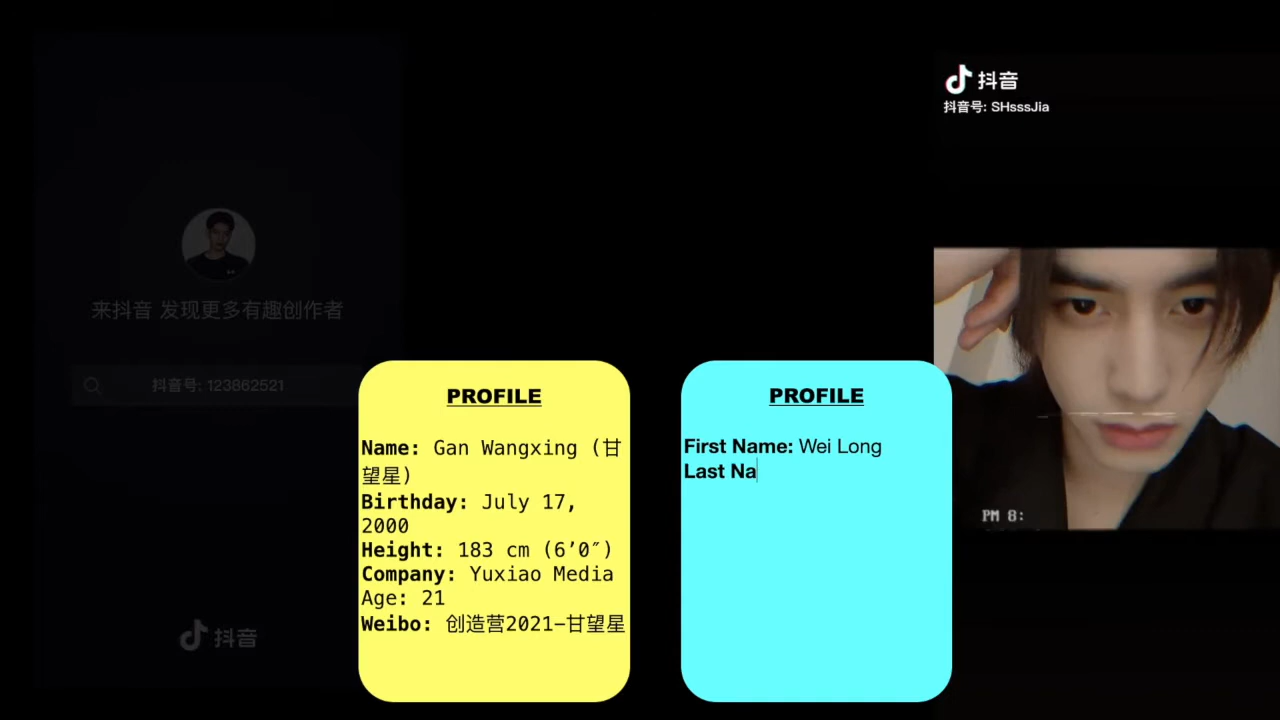 抖音
抖音号: SHsssJia
来抖音 发现更多有趣创作者
抖音号: 123862521
抖音
PROFILE
Name: Gan Wangxing (甘
望星)
Birthday: July 17,
2000
Height: 183 cm (6’0″)
Company: Yuxiao Media
Age: 21
Weibo: 创造营2021-甘望星
PROFILE
First Name: Wei Long
Last Na
PM 8: